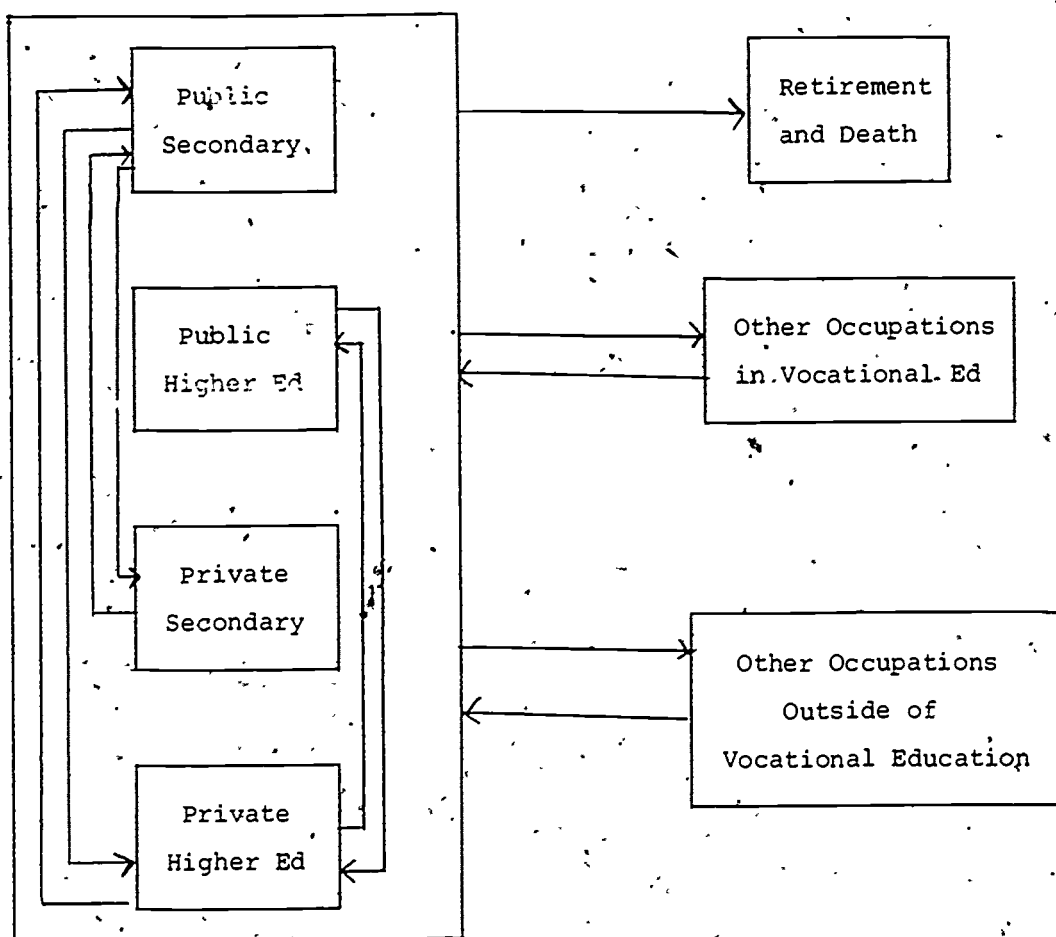 Public
Secondary
Retirement
and Death
Public
Higher Ed
Other Occupations
in Vocational Ed
Private
Secondary
Other Occupations
Outside of
Vocational Education
Private
Higher Ed